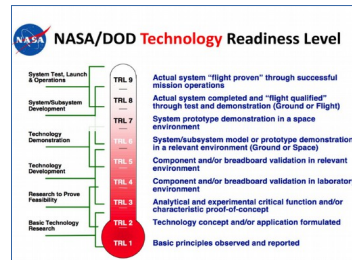 NASA
NASA/DOD Technology Readiness Level
System Test, Launch
& Operations
System/Subsystem
Development
Technology
Demonstration
Technology
Development
Research to Prove
Feasibility
Basic Technology
Research
TRL 9
TRL 8
TRL 7
TRL 6
TRL 5
TRL 4
TRL 3
TRL 2
TRL 1
Actual system “flight proven” through successful
mission operations
Actual system completed and “flight qualified”
through test and demonstration (Ground or Flight)
System prototype demonstration in a space
environment
System/subsystem model or prototype demonstration
in a relevant environment (Ground or Space)
Component and/or breadboard validation in relevant
environment
Component and/or breadboard validation in laboratory
environment
Analytical and experimental critical function and/or
characteristic proof-of-concept
Technology concept and/or application formulated
Basic principles observed and reported